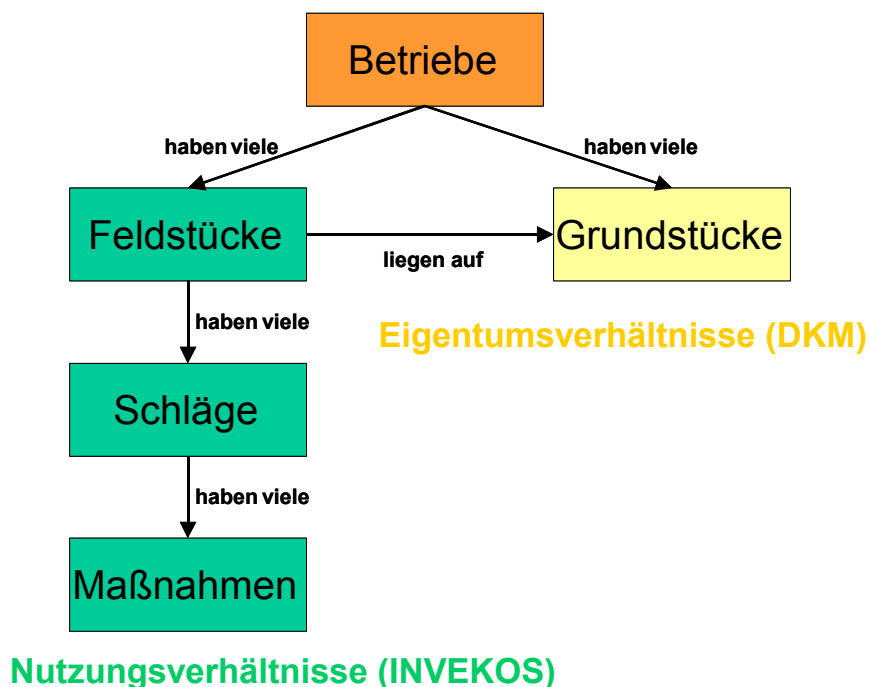 Betriebe
haben viele
haben viele
Feldstücke
liegen auf
Grundstücke
haben viele
Eigentumsverhältnisse (DKM)
Schläge
haben viele
Maßnahmen
Nutzungsverhältnisse (INVEKOS)